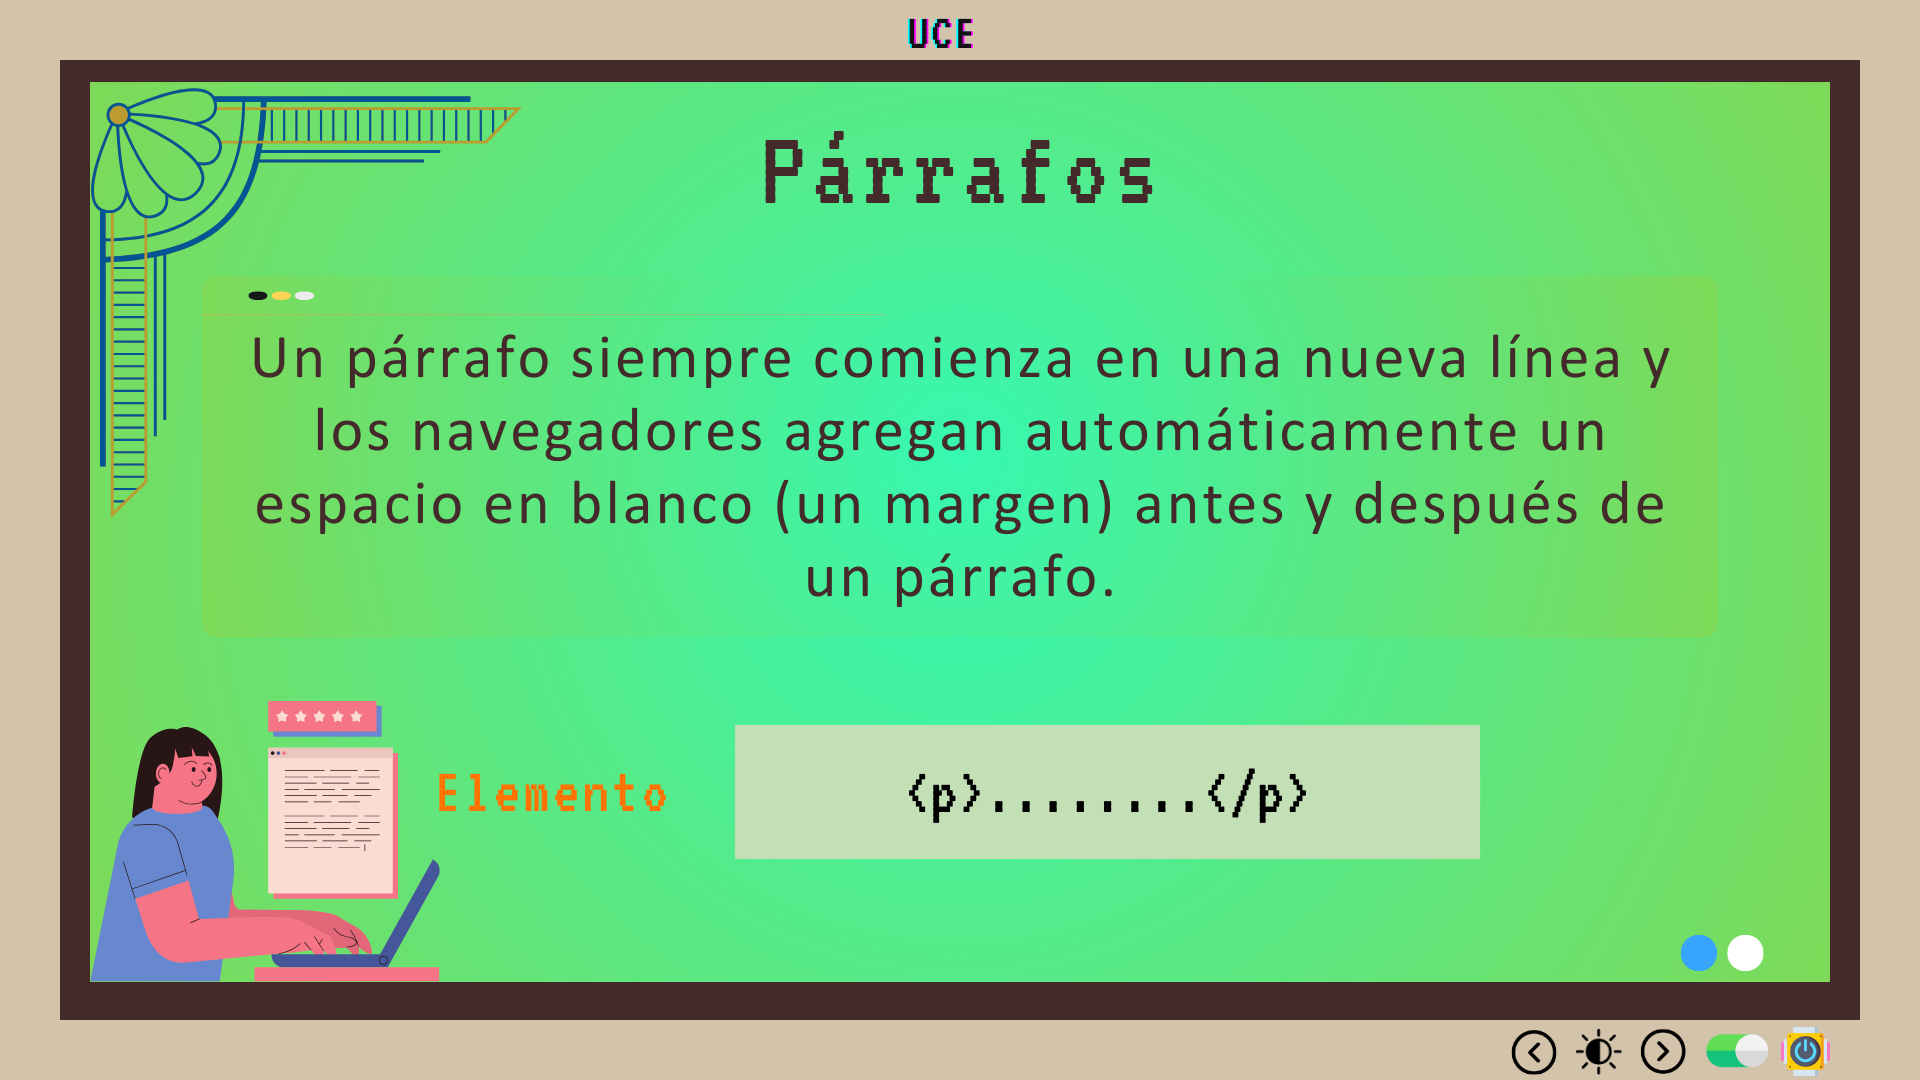 UCE
Párrafos
Un párrafo siempre comienza en una nueva línea y
los navegadores agregan automáticamente un
espacio en blanco (un margen) antes y después de
un párrafo.
Elemento
<p>........</p>